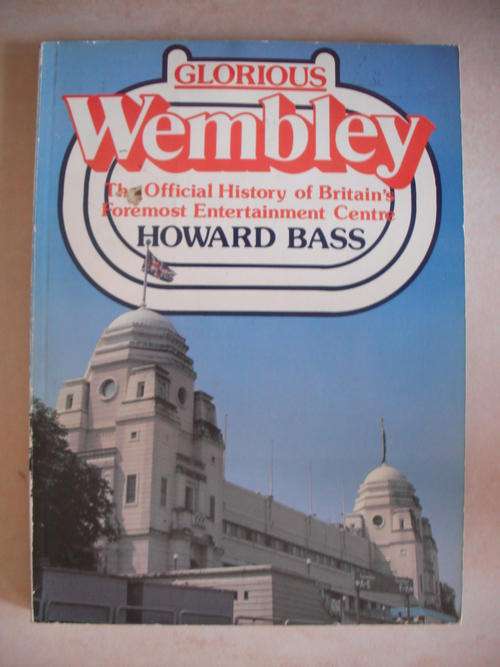 GLORIOUS
Wembley
The Official History of Britain's
Foremost Entertainment Centre
HOWARD BASS